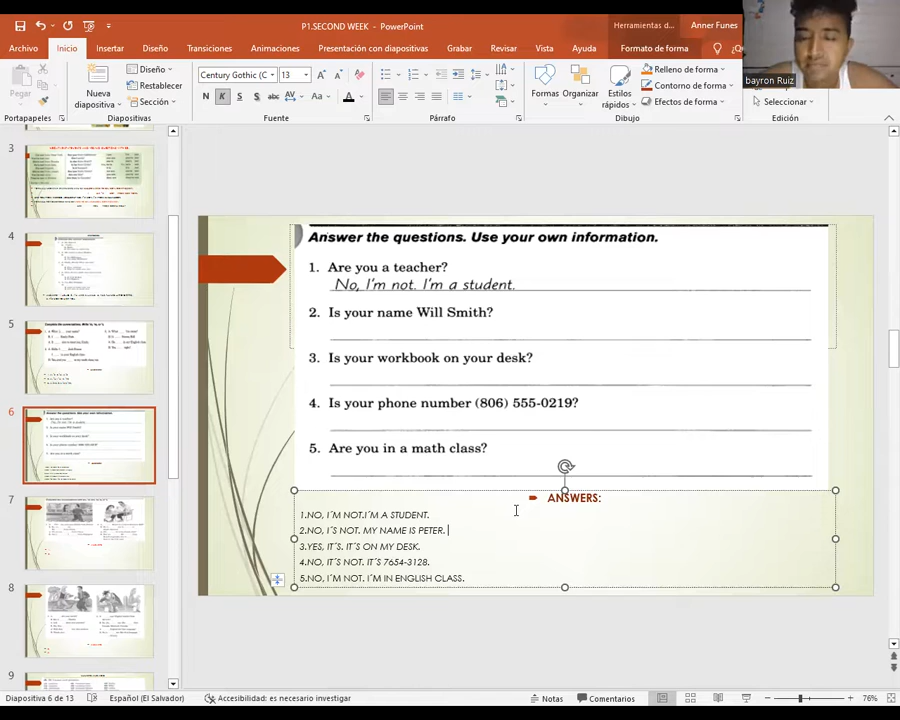 P1.SECOND WEEK - PowerPoint
Herramientas d...
Anner Funes
Archivo
Inicio
Insertar
Diseño
Transiciones
Animaciones
Presentación con diapositivas
Grabar
Revisar
Vista
Ayuda
Formato de forma
bayron Ruiz
Pegar
Nueva diapositiva
Diseño
Restablecer
Sección
Century Gothic (C
13
N K S S abc AV Aa A
Formas
Organizar
Estilos rápidos
Relleno de forma
Contorno de forma
Efectos de forma
Seleccionar
Portapapeles
Diapositivas
Fuente
Párrafo
Dibujo
Edición
3
4
5
6
7
8
9
Answer the questions. Use your own information.
1. Are you a teacher?
No, I'm not. I'm a student.
2. Is your name Will Smith?
3. Is your workbook on your desk?
4. Is your phone number (806) 555-0219?
5. Are you in a math class?
ANSWERS:
1.NO, I´M NOT.I´M A STUDENT.
2.NO, I´S NOT. MY NAME IS PETER.
3.YES, IT´S. IT´S ON MY DESK.
4.NO, IT´S NOT. IT´S 7654-3128.
5.NO, I´M NOT. I´M IN ENGLISH CLASS.
Diapositiva 6 de 13
Español (El Salvador)
Accesibilidad: es necesario investigar
Notas
Comentarios
76%